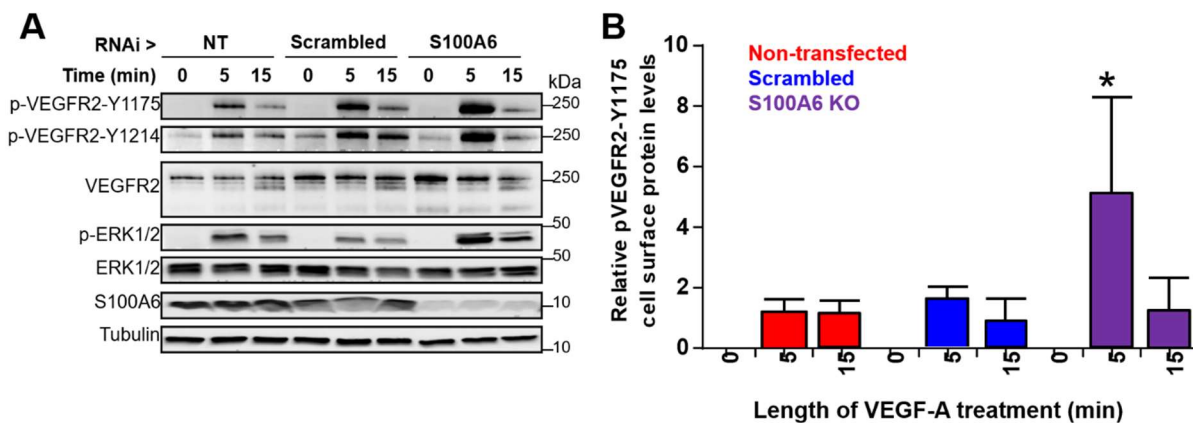 A
RNAi > NT Scrambled S100A6
Time (min) 0 5 15 0 5 15 0 5 15 kDa
p-VEGFR2-Y1175 250
p-VEGFR2-Y1214 250
VEGFR2 250
50
p-ERK1/2
50
ERK1/2
S100A6 10
Tubulin
10
B
Relative pVEGFR2-Y1175
cell surface protein levels
10
8
6
4
2
0
Non-transfected
Scrambled
S100A6 KO
*
0 5 15 0 5 15 0 5 15
Length of VEGF-A treatment (min)